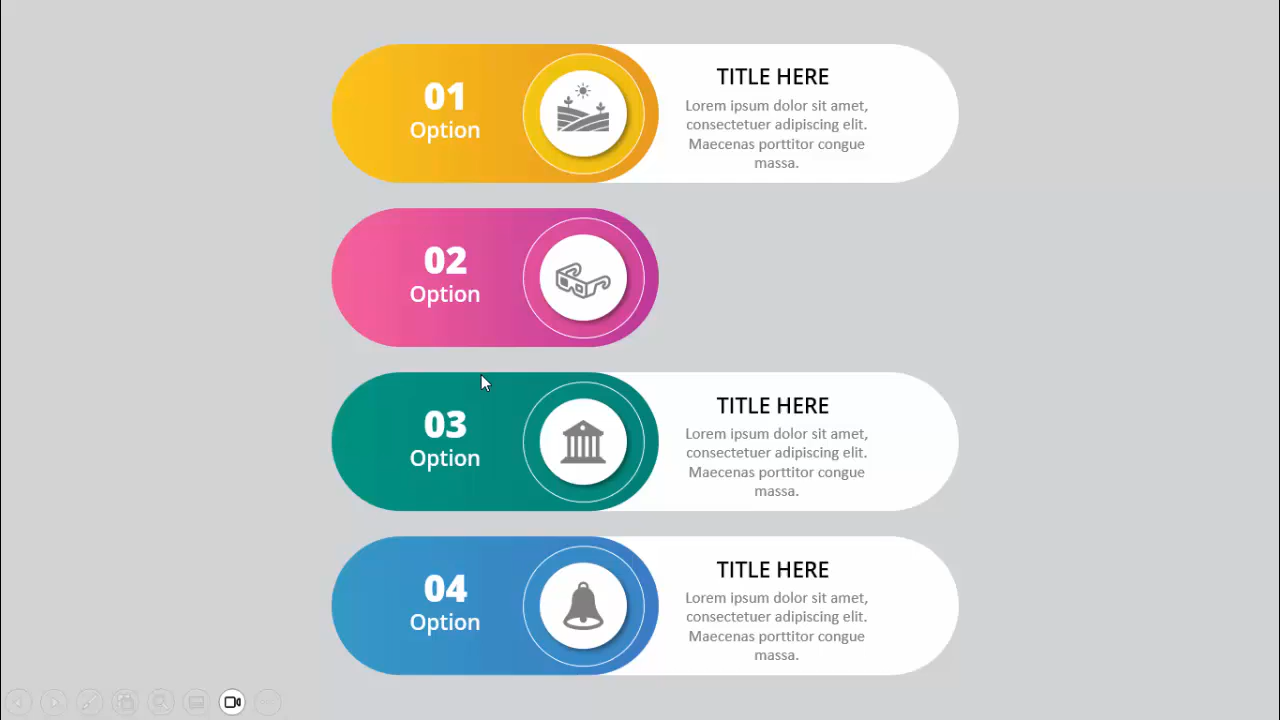 01
Option
TITLE HERE
Lorem ipsum dolor sit amet,
consectetuer adipiscing elit.
Maecenas porttitor congue
massa.
02
Option
03
Option
TITLE HERE
Lorem ipsum dolor sit amet,
consectetuer adipiscing elit.
Maecenas porttitor congue
massa.
04
Option
TITLE HERE
Lorem ipsum dolor sit amet,
consectetuer adipiscing elit.
Maecenas porttitor congue
massa.